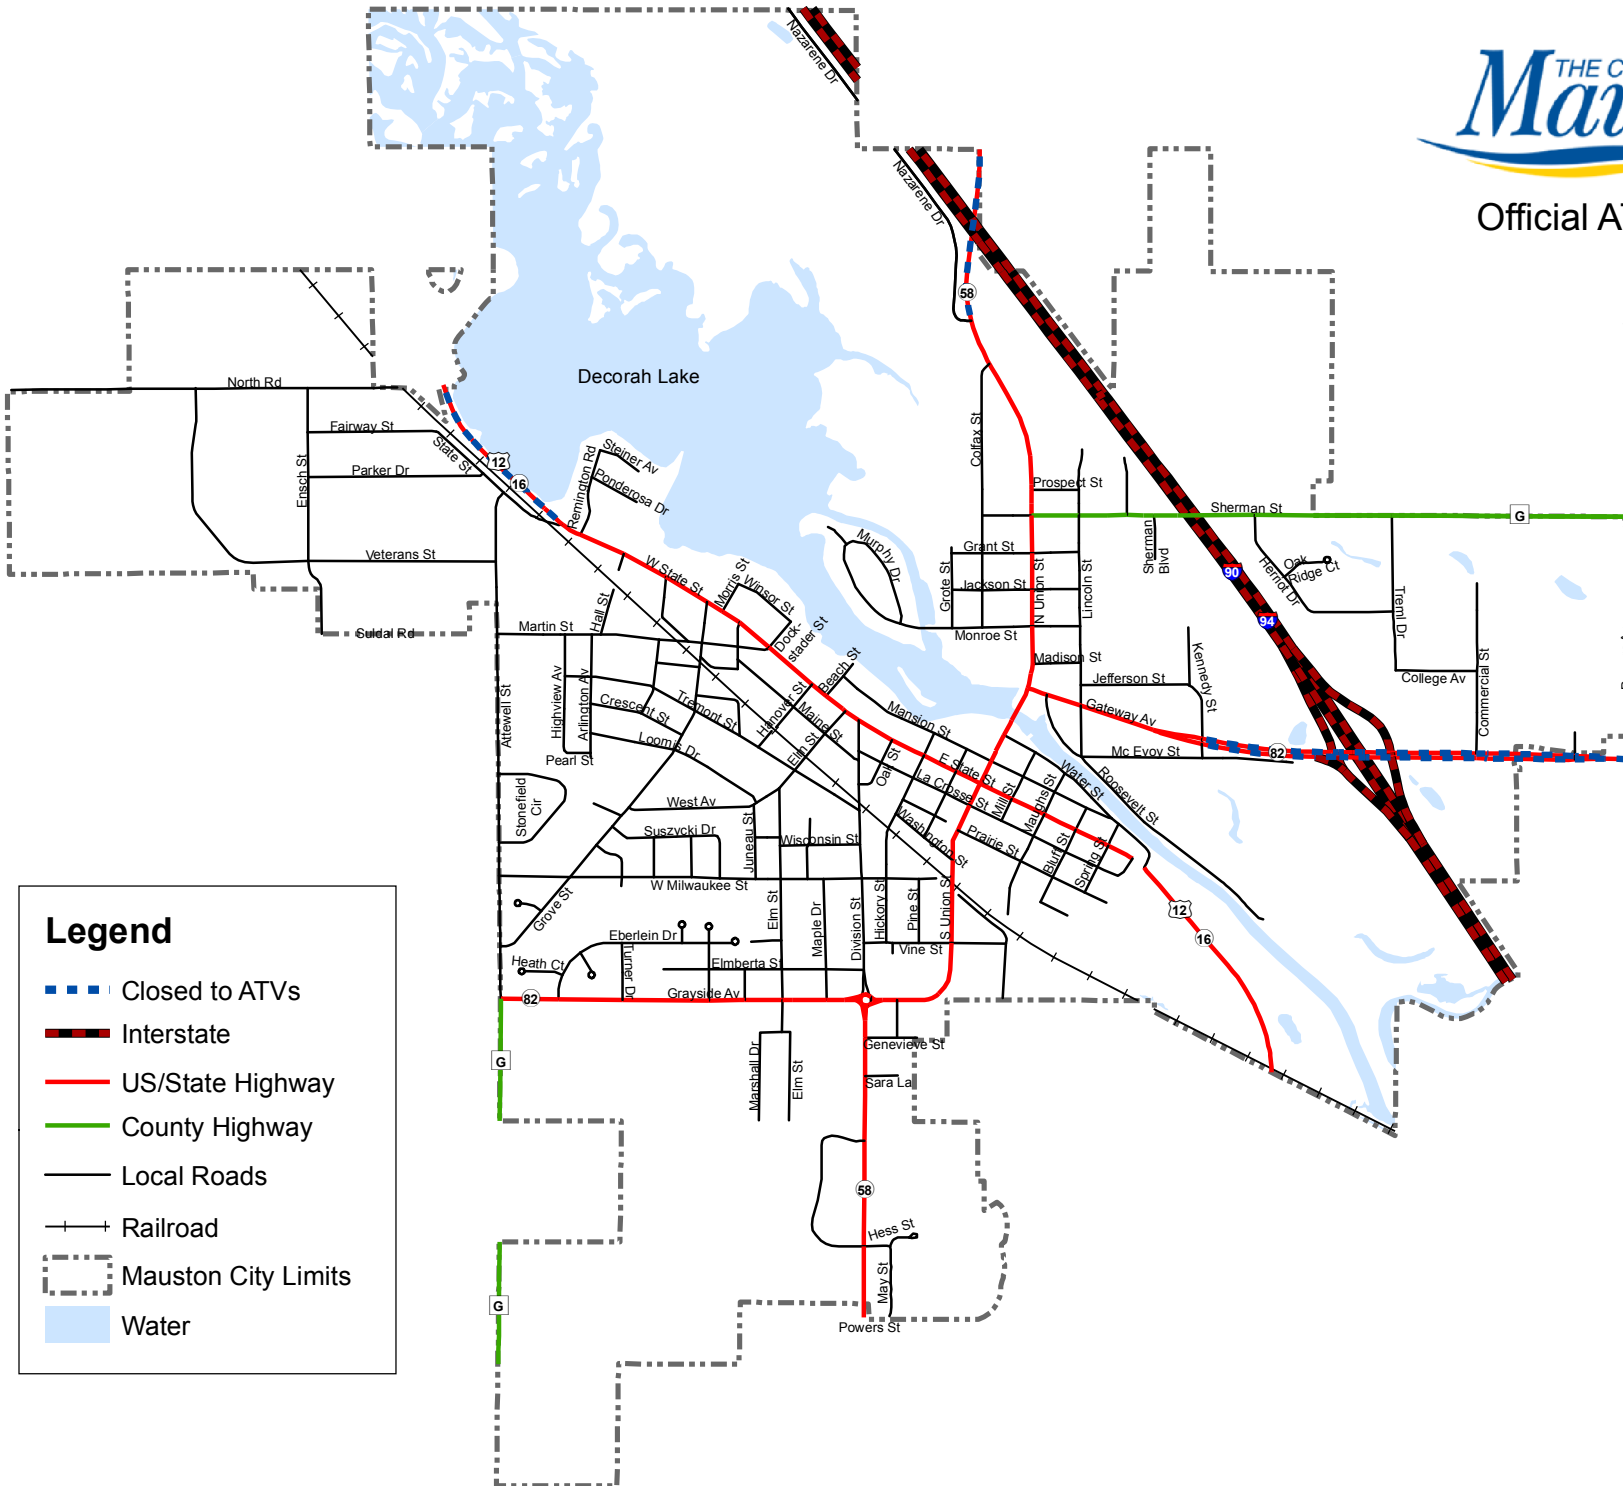 THE C
Mau
Official AT
Nazarene Dr
Nazarene Dr
58
Decorah Lake
North Rd
Fairway St
State St
Parker Dr
Ensch St
Veterans St
Suldal Rd
12
16
Remington Rd
Steiner Av
Ponderosa Dr
W State St
Morris St
Winsor St
Dock-
stader St
Murphy Dr
Colfax St
Prospect St
Sherman St
G
Grant St
Grote St
Jackson St
N Union St
Lincoln St
Sherman
Blvd
Monroe St
Madison St
Jefferson St
Kennedy St
Gateway Av
Mc Evoy St
82
90
94
Oak
Ridge Ct
Herriot Dr
Treml Dr
College Av
Commercial St
Martin St
Hall St
Attewell St
Highview Av
Arlington Av
Crescent St
Tremont St
Loomis Dr
Pearl St
Hanover St
Beach St
Maine St
Elm St
Mansion St
Oak St
E State St
La Crosse St
Mill St
Maughs St
Water St
Roosevelt St
Washington St
Prairie St
Bluff St
Spring St
Stonefield
Cir
West Av
Suszycki Dr
Juneau St
Wisconsin St
W Milwaukee St
Grove St
Elm St
Maple Dr
Division St
Hickory St
Pine St
S Union St
Vine St
Eberlein Dr
Heath Ct
Turner Dr
Elmberta St
Grayside Av
82
12
16
G
Marshall Dr
Elm St
Genevieve St
Sara La
58
Hess St
May St
Powers St
G
Legend
Closed to ATVs
Interstate
US/State Highway
County Highway
Local Roads
Railroad
Mauston City Limits
Water